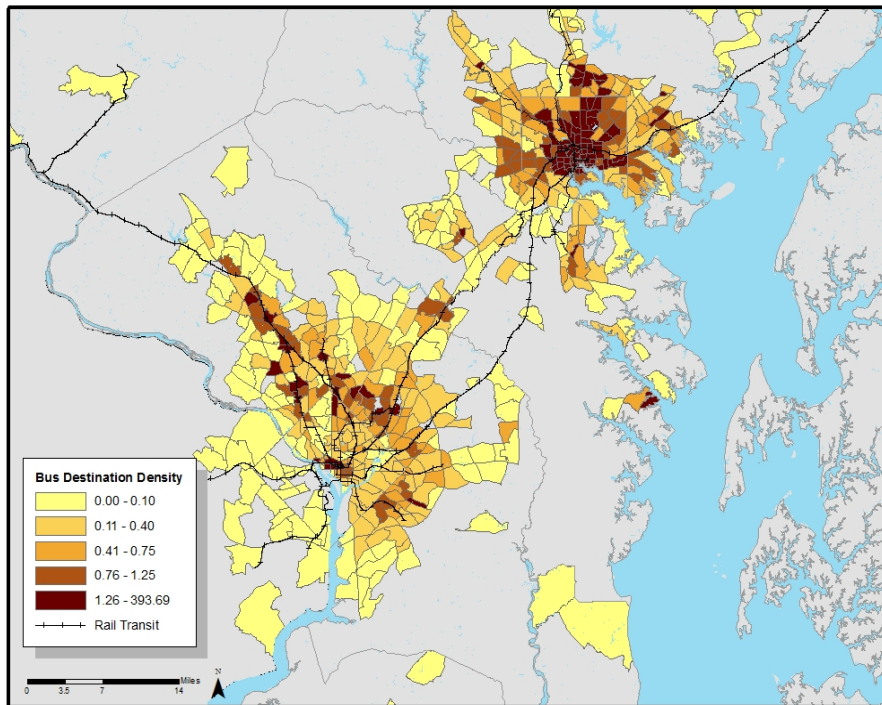 Bus Destination Density
0.00 - 0.10
0.11 - 0.40
0.41 - 0.75
0.76 - 1.25
1.26 - 393.69
Rail Transit
N
Miles
0 3.5 7 14